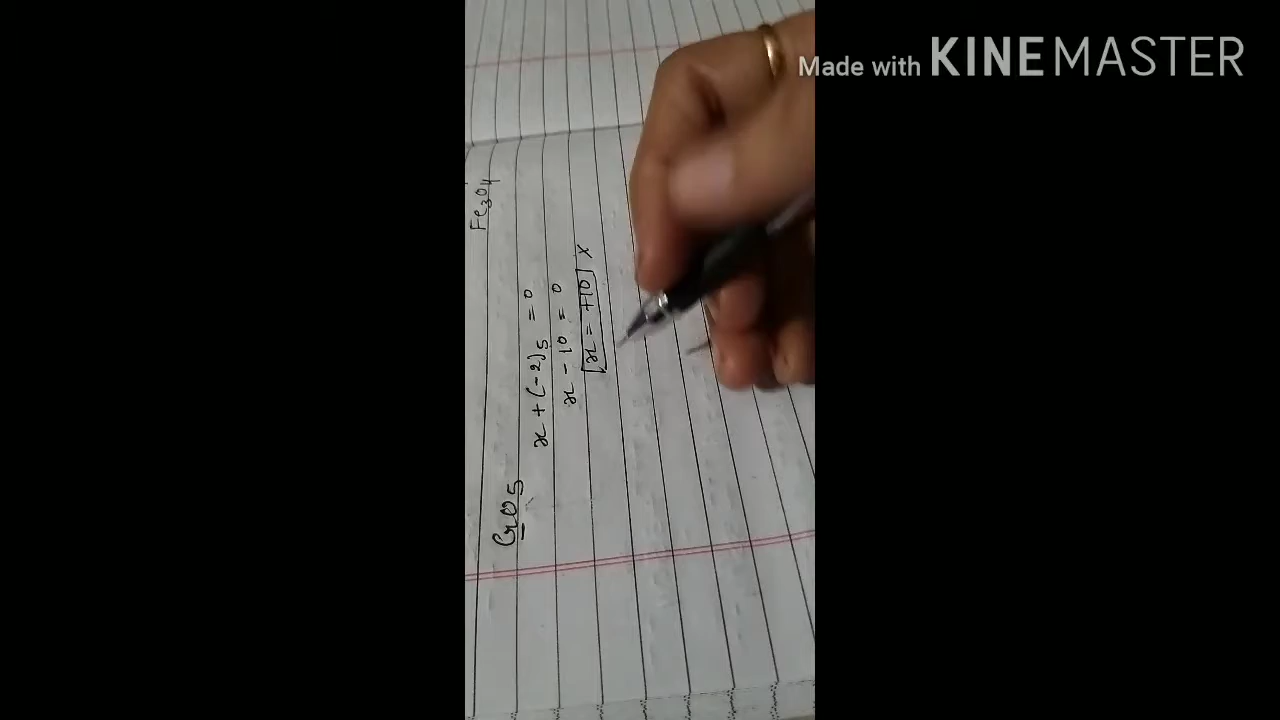 Made with KINEMASTER
Fe₃O₄
CrO₅
x + (-2)5 = 0
x - 10 = 0
x = +10 X